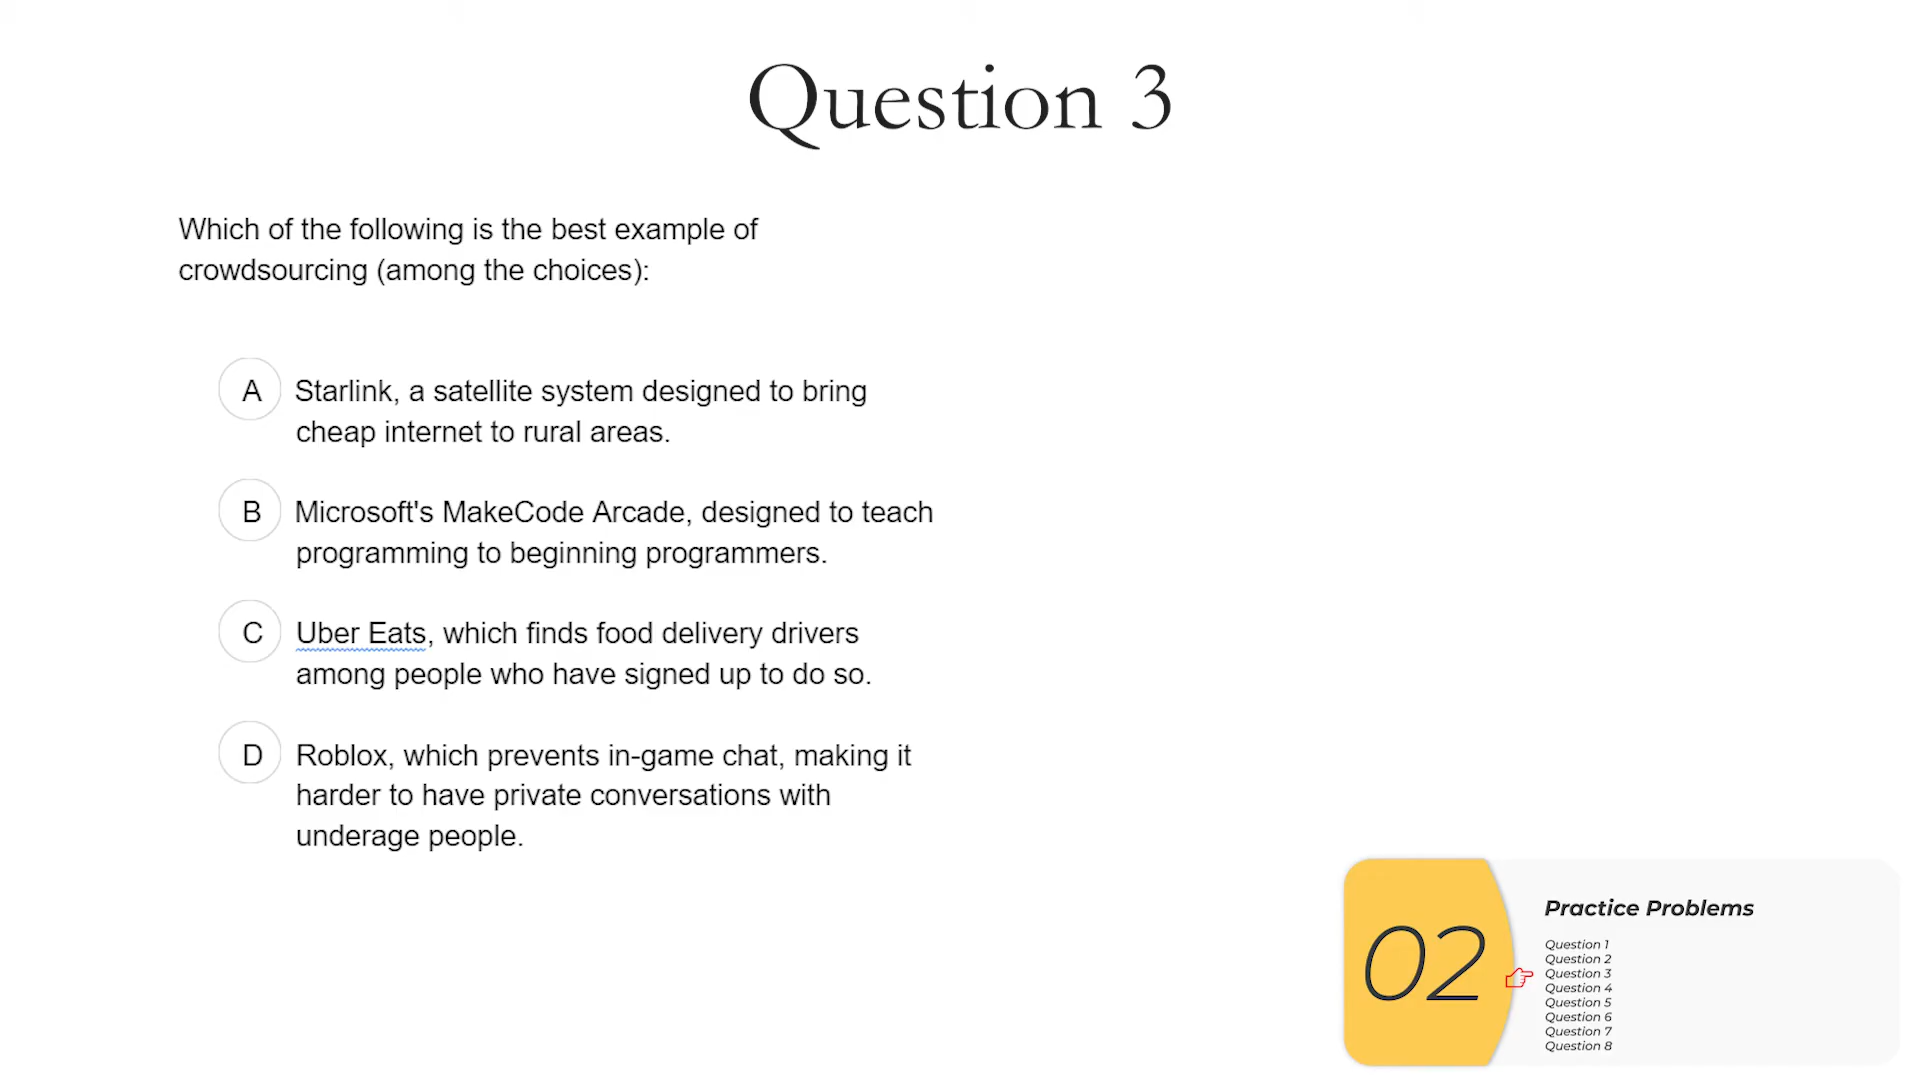 Question 3
Which of the following is the best example of
crowdsourcing (among the choices):
A Starlink, a satellite system designed to bring
cheap internet to rural areas.
B Microsoft's MakeCode Arcade, designed to teach
programming to beginning programmers.
C Uber Eats, which finds food delivery drivers
among people who have signed up to do so.
D Roblox, which prevents in-game chat, making it
harder to have private conversations with
underage people.
02
Practice Problems
Question 1
Question 2
Question 3
Question 4
Question 5
Question 6
Question 7
Question 8